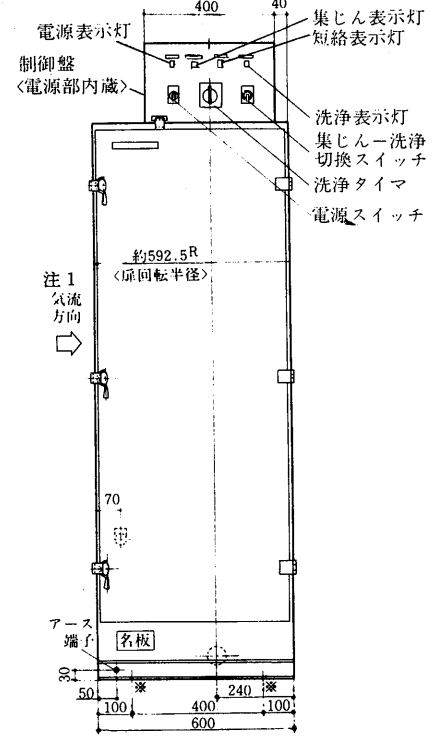 400
40
電源表示灯
集じん表示灯
短絡表示灯
制御盤
〈電源部内蔵〉
洗浄表示灯
集じんー洗浄
切換スイッチ
洗浄タイマ
電源スイッチ
約592.5R
〈扉回転半径〉
注1
気流
方向
70
アース
端子
名板
30
50
※
※
240
100
400
100
600